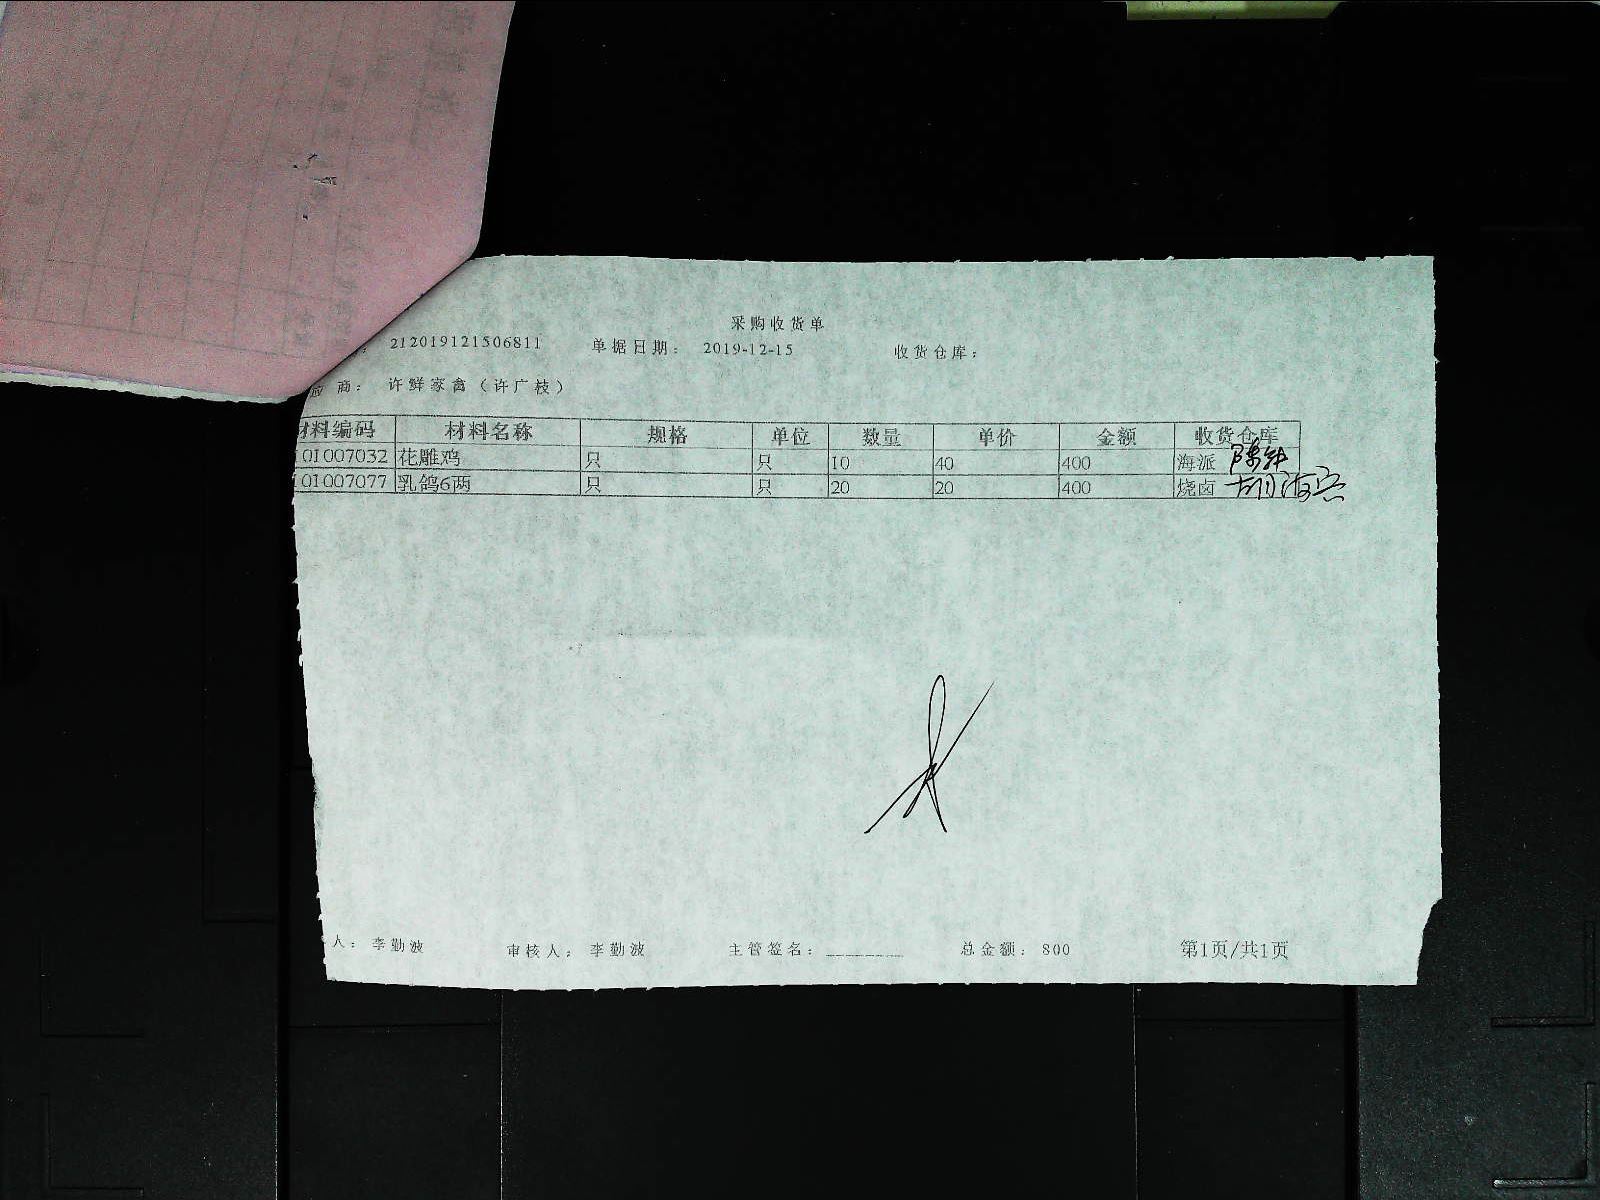 采购收货单
212019121506811 单据日期： 2019-12-15 收货仓库：
应商： 许鲜家禽（许广枝）
材料编码 材料名称 规格 单位 数量 单价 金额 收货仓库
101007032 花雕鸡 只 只 10 40 400 海派
101007077 乳鸽6两 只 只 20 20 400 烧卤
人： 李勤波 审核人： 李勤波 主管签名： 总金额： 800 第1页/共1页